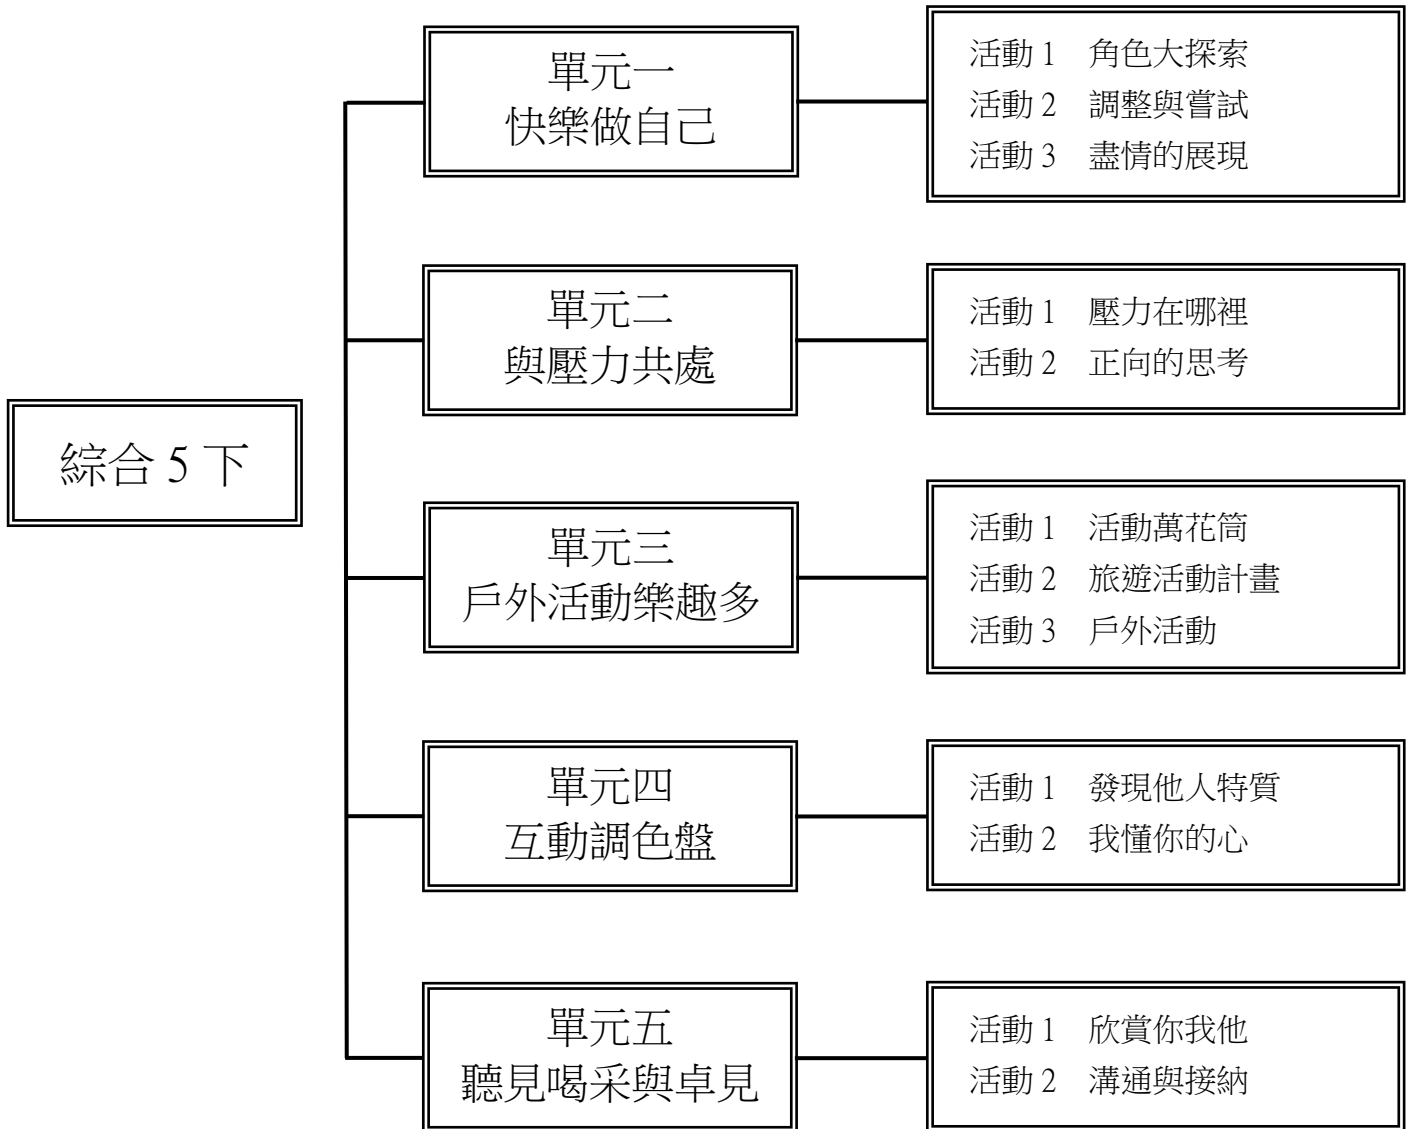 綜合 5 下
單元一
快樂做自己
活動 1 角色大探索
活動 2 調整與嘗試
活動 3 盡情的展現
單元二
與壓力共處
活動 1 壓力在哪裡
活動 2 正向的思考
單元三
戶外活動樂趣多
活動 1 活動萬花筒
活動 2 旅遊活動計畫
活動 3 戶外活動
單元四
互動調色盤
活動 1 發現他人特質
活動 2 我懂你的心
單元五
聽見喝采與卓見
活動 1 欣賞你我他
活動 2 溝通與接納